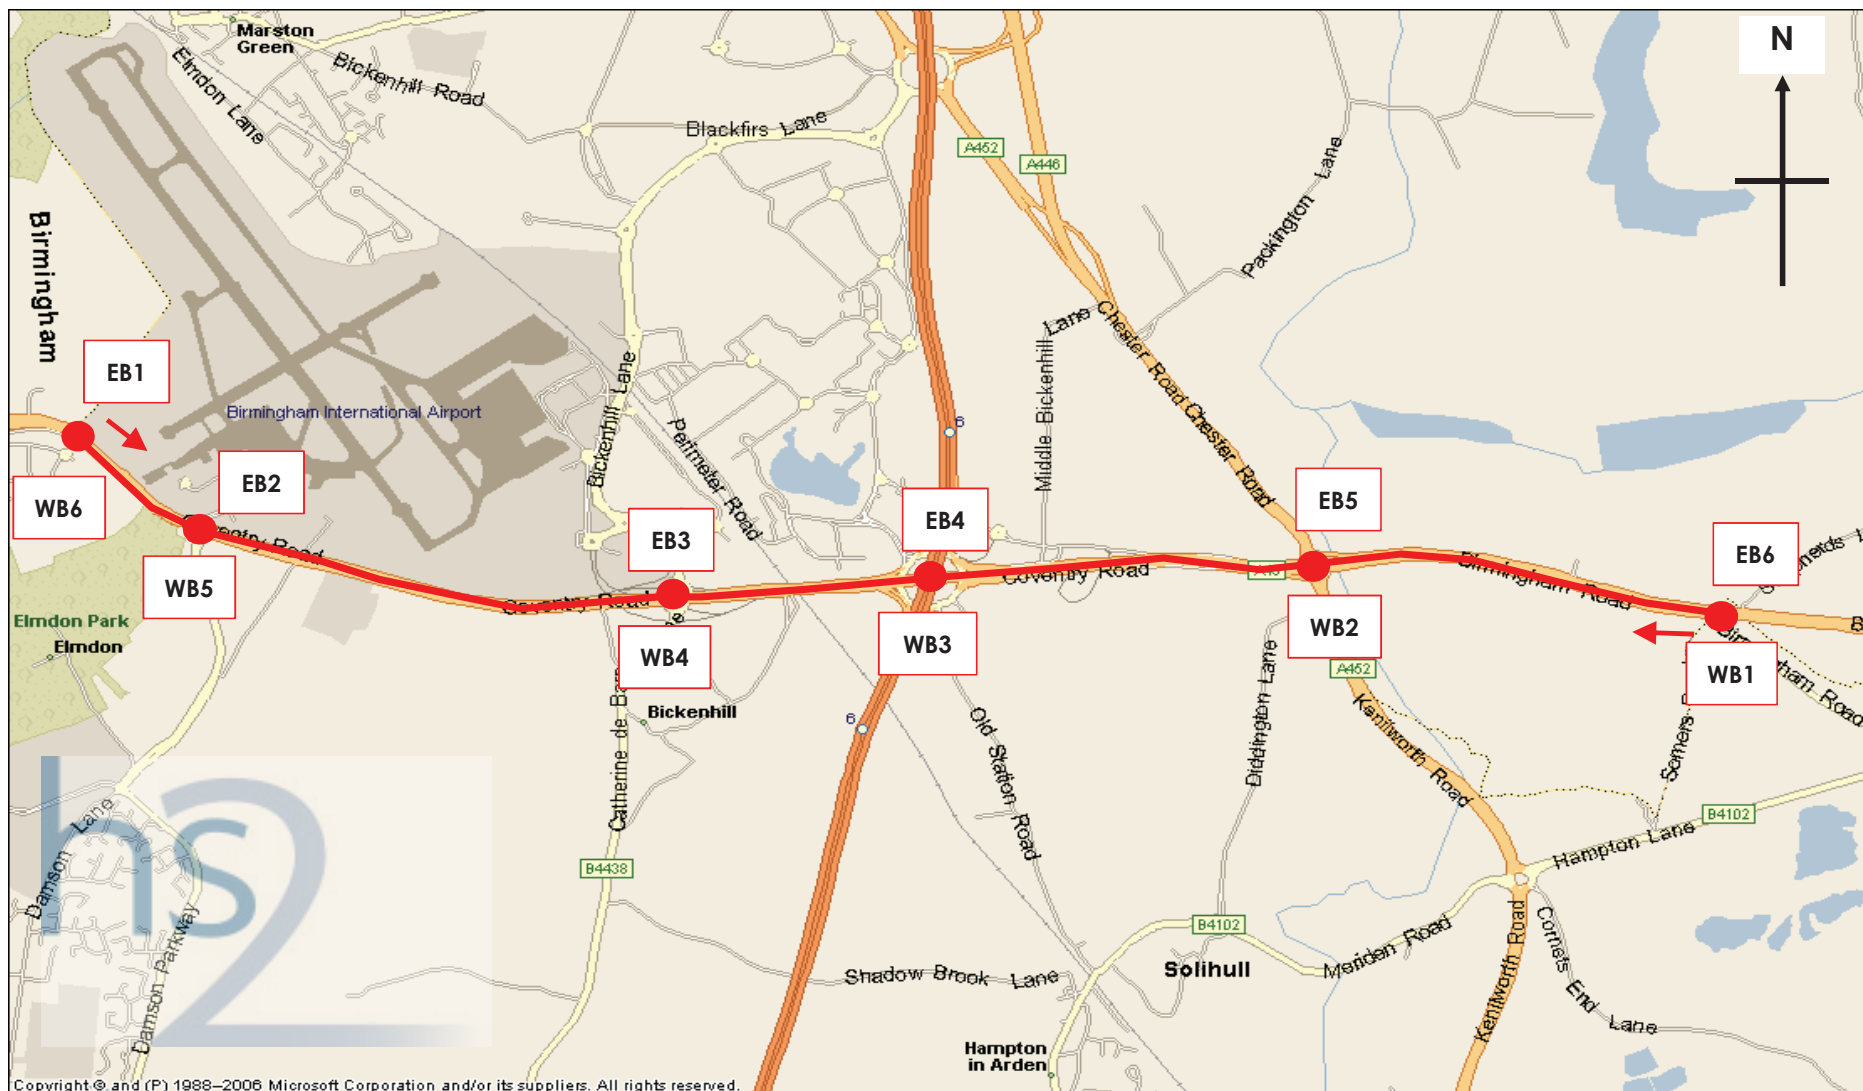 Marston
Green
Elmdon Lane
Bickenhill Road
Blackfirs Lane
A452
A446
Packington Lane
N
Birmingham
EB1
Birmingham International Airport
Bickenhill Lane
Perimeter Road
6
Middle Bickenhill Lane
Chester Road
Chester Road
WB6
EB2
Coventry Road
WB5
EB3
Coventry Road
WB4
EB4
WB3
Coventry Road
EB5
WB2
Birmingham Road
EB6
WB1
Birmingham Road
Elmdon Park
Elmdon
Bickenhill
6
Old Station Road
Diddington Lane
A452
Kenilworth Road
B4102
Hampton Lane
Damson Lane
Damson Parkway
hs2
B4438
Shadow Brook Lane
B4102
Solihull
Meriden Road
Kenilworth Road
Cornets End Lane
Hampton
in Arden
Copyright © and (P) 1988–2006 Microsoft Corporation and/or its suppliers. All rights reserved.